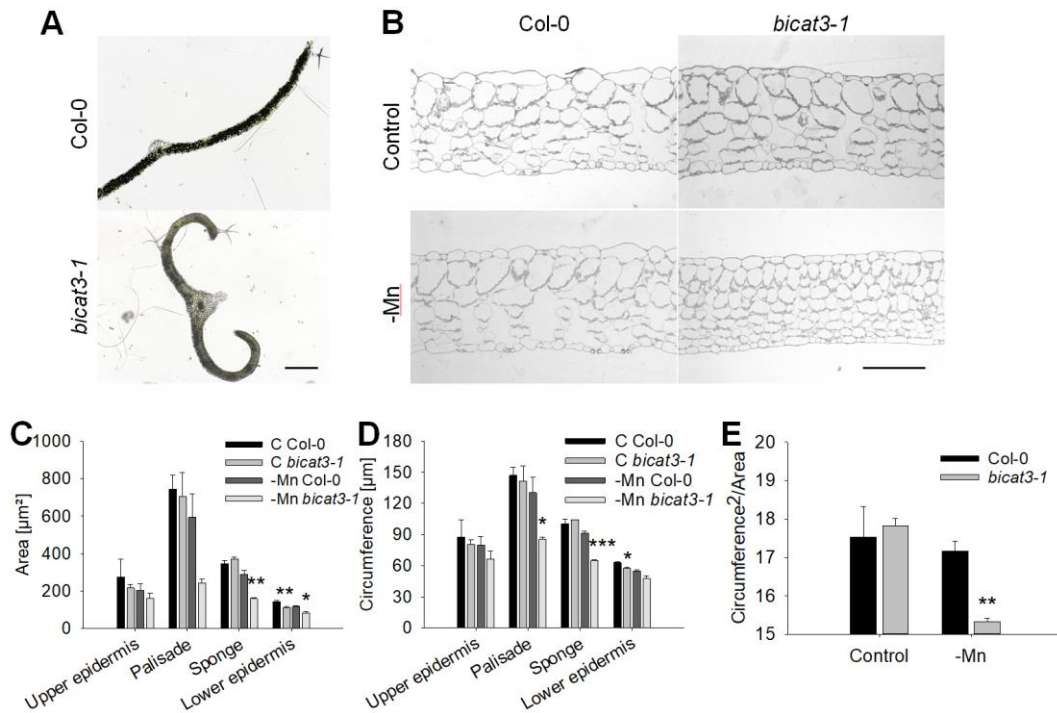 A
Col-0
bicat3-1
B
Col-0
bicat3-1
Control
-Mn
C
1000
800
600
400
200
0
Area [µm²]
C Col-0
C bicat3-1
-Mn Col-0
-Mn bicat3-1
**
**
*
Upper epidermis
Palisade
Sponge
Lower epidermis
D
180
150
120
90
60
30
0
Circumference [µm]
C Col-0
C bicat3-1
-Mn Col-0
-Mn bicat3-1
*
***
*
Upper epidermis
Palisade
Sponge
Lower epidermis
E
20
19
18
17
16
15
Circumference²/Area
Col-0
bicat3-1
**
Control
-Mn